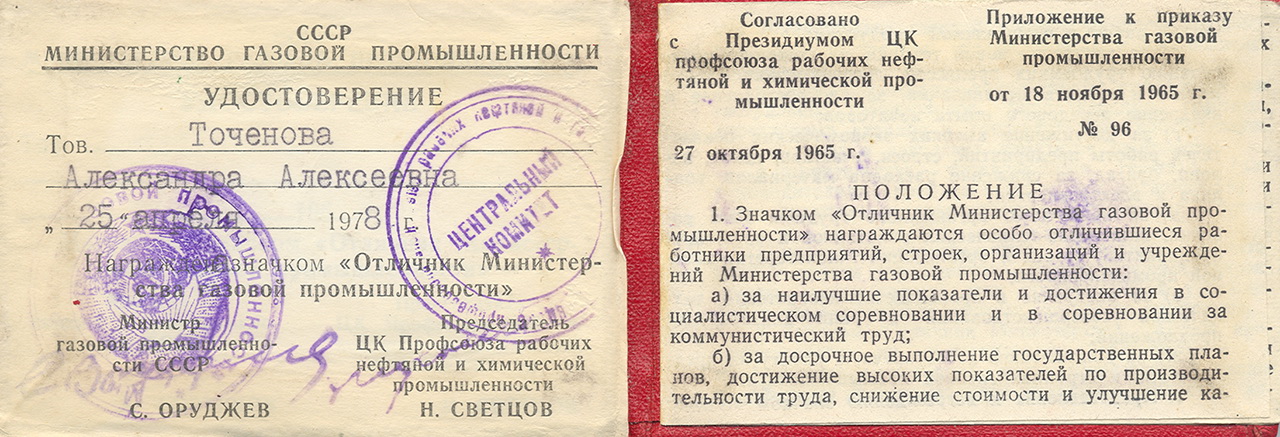 СССР
МИНИСТЕРСТВО ГАЗОВОЙ ПРОМЫШЛЕННОСТИ
УДОСТОВЕРЕНИЕ
Тов. Точенова
Александра Алексеевна
„ 25 " апреля 1978 г.
Награжден значком «Отличник Министер-
ства газовой промышленности»
Министр
газовой промышленно-
сти СССР
С. ОРУДЖЕВ
Председатель
ЦК Профсоюза рабочих
нефтяной и химической
промышленности
Н. СВЕТЦОВ
ЦЕНТРАЛЬНЫЙ
КОМИТЕТ
Согласовано
с Президиумом ЦК
профсоюза рабочих неф-
тяной и химической про-
мышленности
27 октября 1965 г.
Приложение к приказу
Министерства газовой
промышленности
от 18 ноября 1965 г.
№ 96
ПОЛОЖЕНИЕ
1. Значком «Отличник Министерства газовой про-
мышленности» награждаются особо отличившиеся ра-
ботники предприятий, строек, организаций и учрежде-
ний Министерства газовой промышленности:
а) за наилучшие показатели и достижения в со-
циалистическом соревновании и в соревновании за
коммунистический труд;
б) за досрочное выполнение государственных пла-
нов, достижение высоких показателей по производи-
тельности труда, снижение стоимости и улучшение ка-